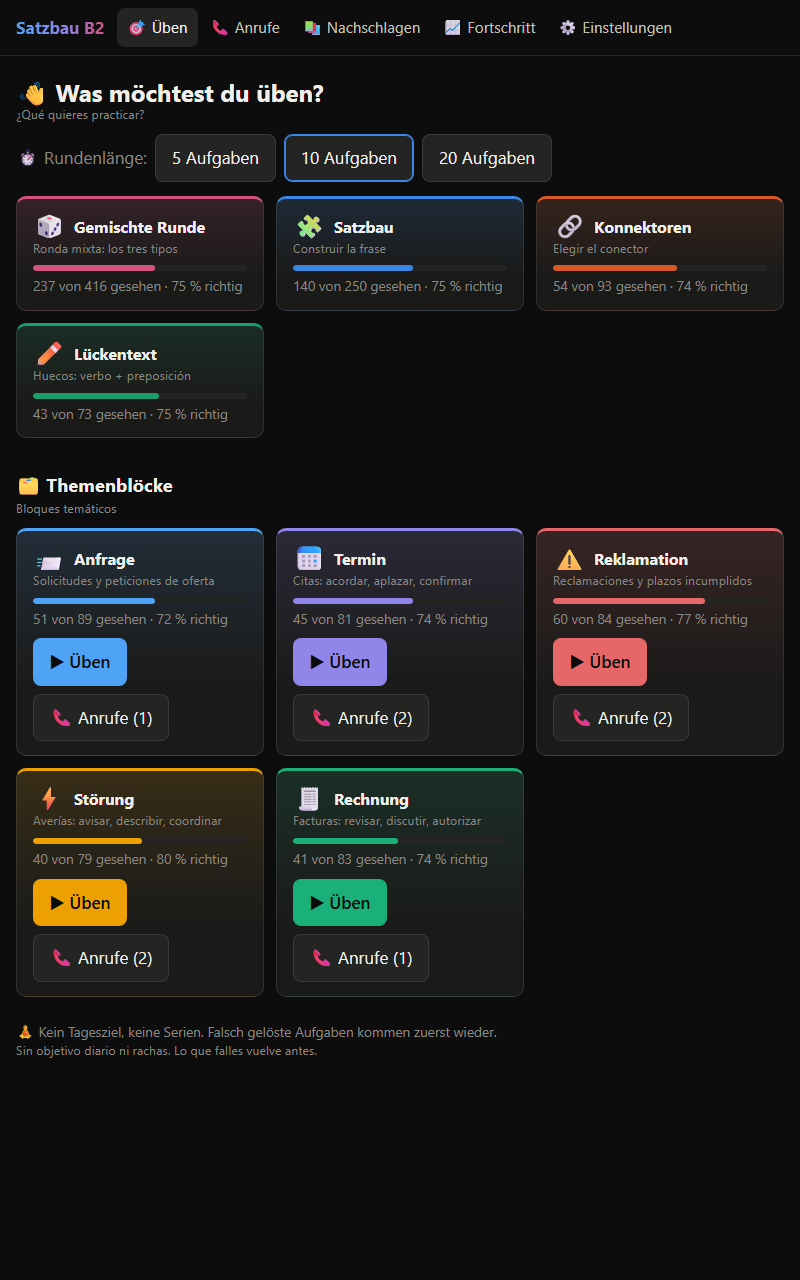 Satzbau B2 🎯 Üben 📞 Anrufe 📚 Nachschlagen 📈 Fortschritt ⚙️ Einstellungen
👋 Was möchtest du üben?
¿Qué quieres practicar?
⏱️ Rundenlänge: 5 Aufgaben 10 Aufgaben 20 Aufgaben
🎲 Gemischte Runde
Ronda mixta: los tres tipos
237 von 416 gesehen · 75 % richtig
🧩 Satzbau
Construir la frase
140 von 250 gesehen · 75 % richtig
🔗 Konnektoren
Elegir el conector
54 von 93 gesehen · 74 % richtig
✏️ Lückentext
Huecos: verbo + preposición
43 von 73 gesehen · 75 % richtig
🗂️ Themenblöcke
Bloques temáticos
📨 Anfrage
Solicitudes y peticiones de oferta
51 von 89 gesehen · 72 % richtig
▶ Üben
📞 Anrufe (1)
📅 Termin
Citas: acordar, aplazar, confirmar
45 von 81 gesehen · 74 % richtig
▶ Üben
📞 Anrufe (2)
⚠️ Reklamation
Reclamaciones y plazos incumplidos
60 von 84 gesehen · 77 % richtig
▶ Üben
📞 Anrufe (2)
⚡ Störung
Averías: avisar, describir, coordinar
40 von 79 gesehen · 80 % richtig
▶ Üben
📞 Anrufe (2)
🧾 Rechnung
Facturas: revisar, discutir, autorizar
41 von 83 gesehen · 74 % richtig
▶ Üben
📞 Anrufe (1)
🧘 Kein Tagesziel, keine Serien. Falsch gelöste Aufgaben kommen zuerst wieder.
Sin objetivo diario ni rachas. Lo que falles vuelve antes.